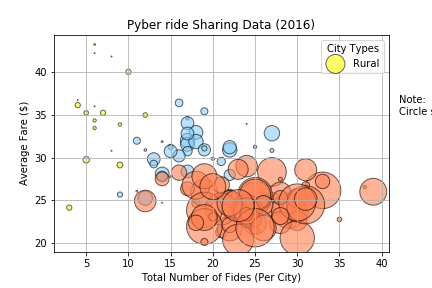 Pyber ride Sharing Data (2016)
City Types
Rural
Note:
Circle
Average Fare ($)
40
35
30
25
20
5 10 15 20 25 30 35 40
Total Number of Fides (Per City)